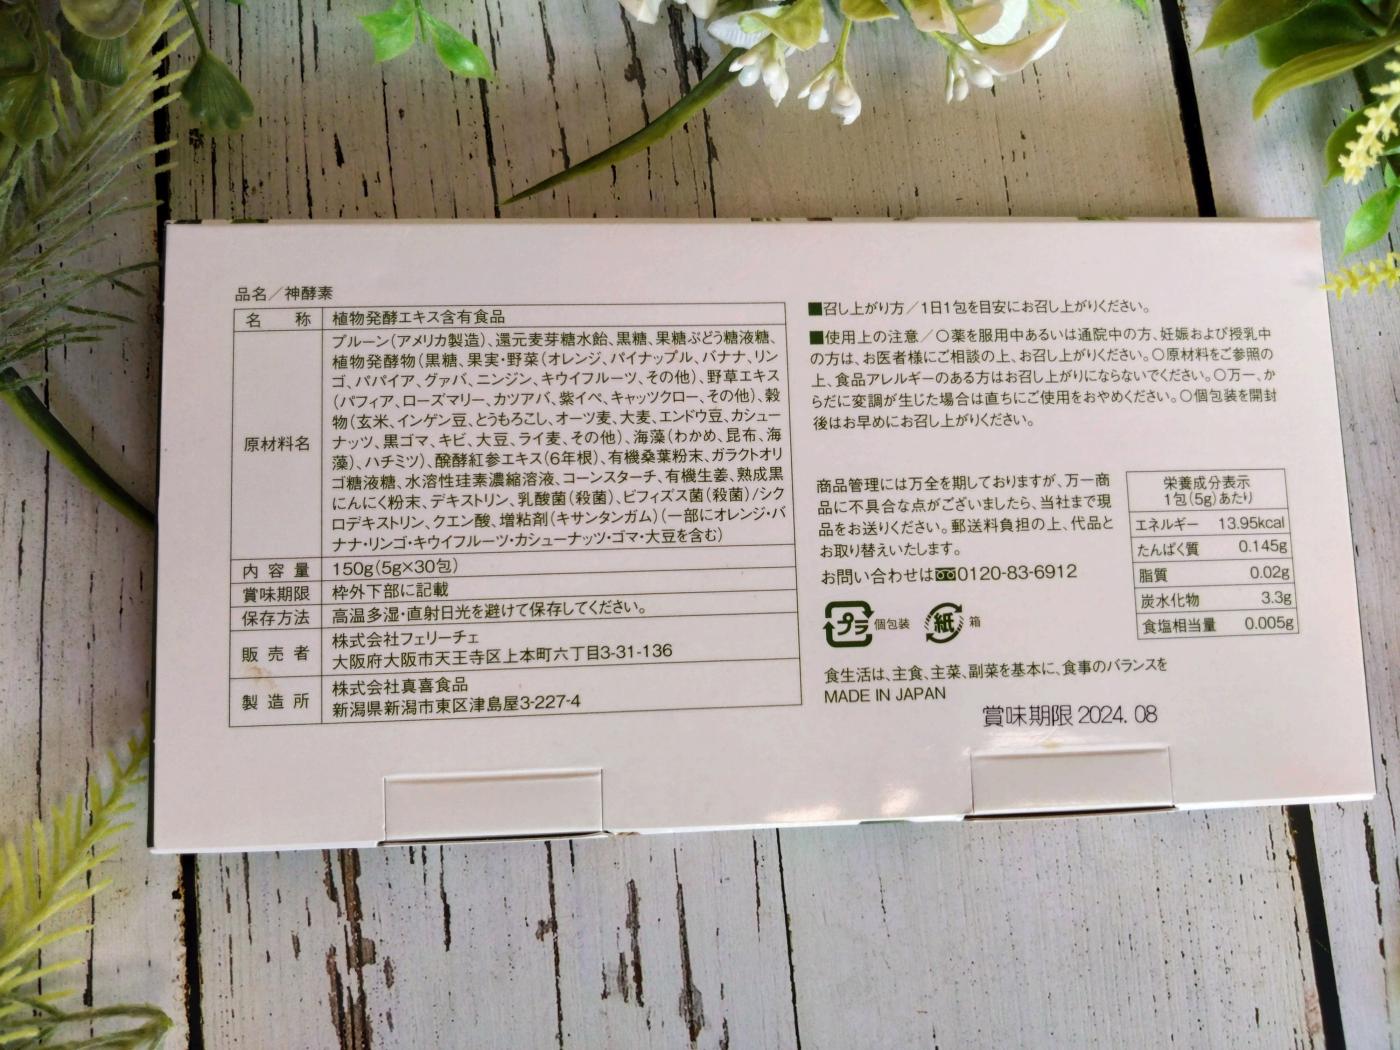 品名／神酵素
名 称 植物発酵エキス含有食品
原材料名
プルーン(アメリカ製造)、還元麦芽糖水飴、黒糖、果糖ぶどう糖液糖、
植物発酵物(黒糖、果実・野菜(オレンジ、パイナップル、バナナ、リン
ゴ、パパイア、グァバ、ニンジン、キウイフルーツ、その他)、野草エキス
(パフィア、ローズマリー、カツアバ、紫イペ、キャッツクロー、その他)、穀
物(玄米、インゲン豆、とうもろこし、オーツ麦、大麦、エンドウ豆、カシュー
ナッツ、黒ゴマ、キビ、大豆、ライ麦、その他)、海藻(わかめ、昆布、海
藻)、ハチミツ)、醗酵紅参エキス(6年根)、有機桑葉粉末、ガラクトオリ
ゴ糖液糖、水溶性珪素濃縮溶液、コーンスターチ、有機生姜、熟成黒
にんにく粉末、デキストリン、乳酸菌(殺菌)、ビフィズス菌(殺菌)/シク
ロデキストリン、クエン酸、増粘剤(キサンタンガム)(一部にオレンジ・バ
ナナ・リンゴ・キウイフルーツ・カシューナッツ・ゴマ・大豆を含む)
内容量 150g(5g×30包)
賞味期限 枠外下部に記載
保存方法 高温多湿・直射日光を避けて保存してください。
販売者 株式会社フェリーチェ
大阪府大阪市天王寺区上本町六丁目3-31-136
製造所 株式会社真喜食品
新潟県新潟市東区津島屋3-227-4
■召し上がり方／1日1包を目安にお召し上がりください。
■使用上の注意／○薬を服用中あるいは通院中の方、妊娠および授乳中
の方は、お医者様にご相談の上、お召し上がりください。○原材料をご参照の
上、食品アレルギーのある方はお召し上がりにならないでください。○万一、か
らだに変調が生じた場合は直ちにご使用をおやめください。○個包装を開封
後はお早めにお召し上がりください。
商品管理には万全を期しておりますが、万一商
品に不具合な点がございましたら、当社まで現
品をお送りください。郵送料負担の上、代品と
お取り替えいたします。
お問い合わせは0120-83-6912
プラ 個包装 紙 箱
栄養成分表示
1包(5g)あたり
エネルギー 13.95kcal
たんぱく質 0.145g
脂質 0.02g
炭水化物 3.3g
食塩相当量 0.005g
食生活は、主食、主菜、副菜を基本に、食事のバランスを
MADE IN JAPAN
賞味期限 2024. 08